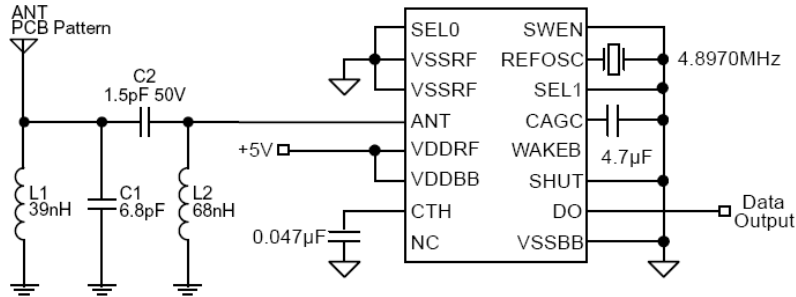 ANT
PCB Pattern
C2
1.5pF 50V
L1
39nH
C1
6.8pF
L2
68nH
+5V
0.047µF
SEL0
VSSRF
VSSRF
ANT
VDDRF
VDDBB
CTH
NC
SWEN
REFOSC
SEL1
CAGC
WAKEB
SHUT
DO
VSSBB
4.8970MHz
4.7µF
Data
Output